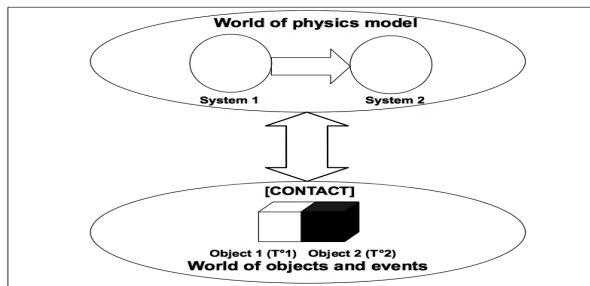 World of physics model
System 1 System 2
[CONTACT]
Object 1 (T°1) Object 2 (T°2)
World of objects and events